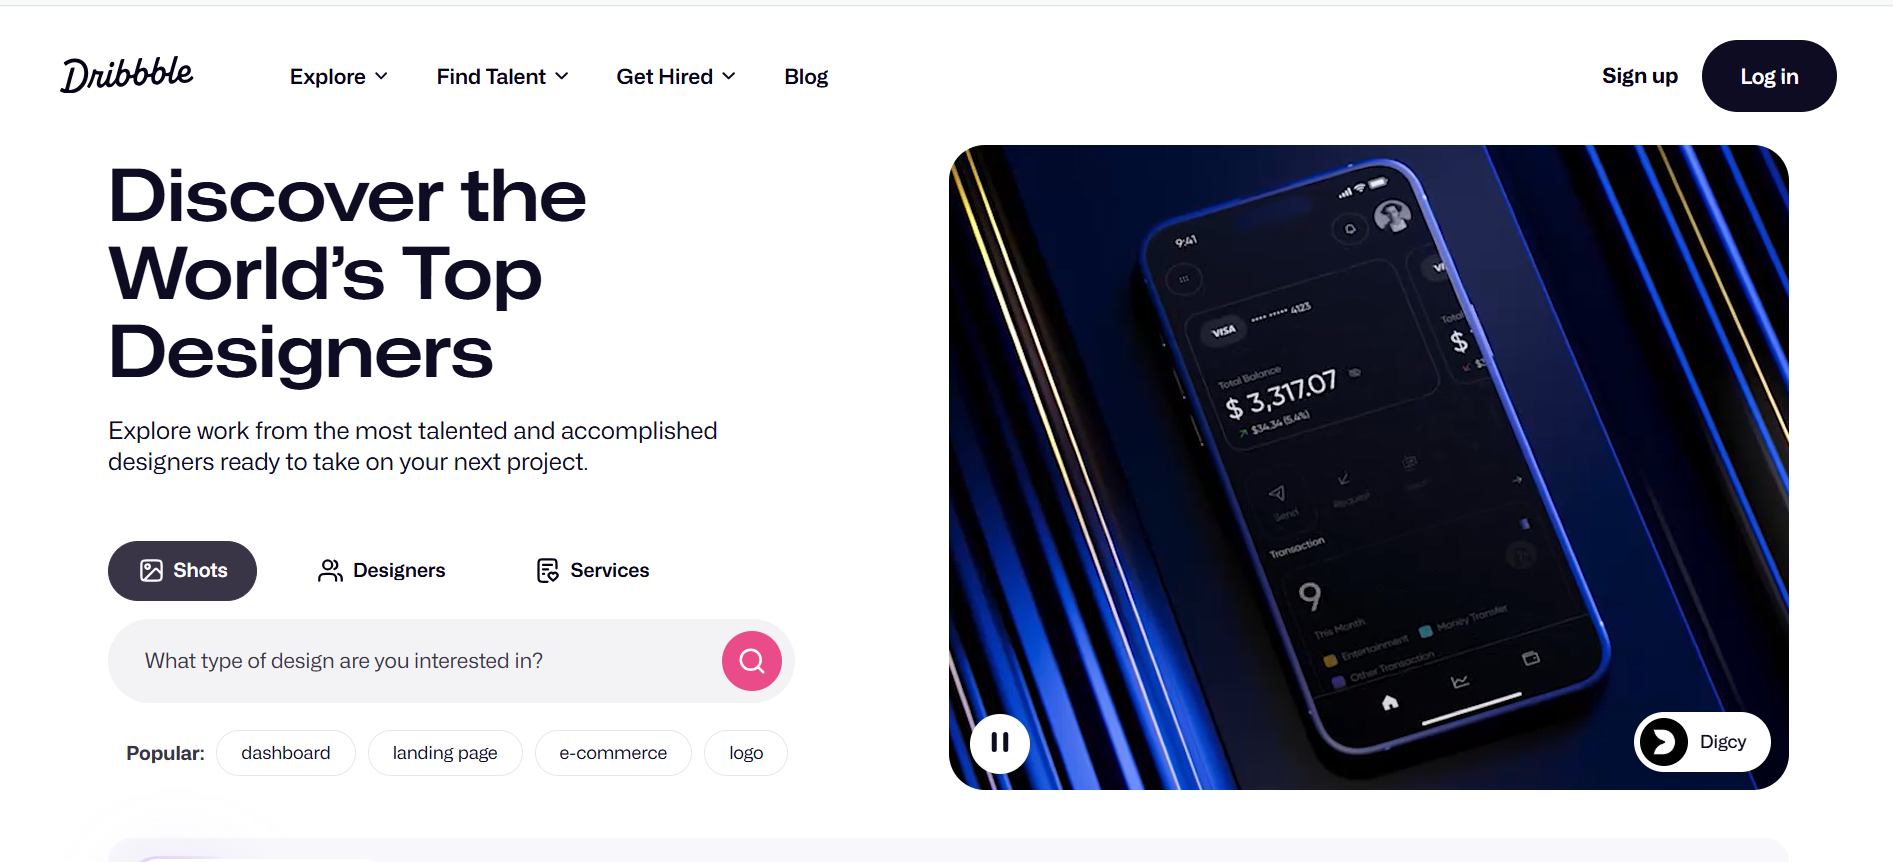 Dribbble
Explore
Find Talent
Get Hired
Blog
Sign up
Log in
Discover the
World’s Top
Designers
Explore work from the most talented and accomplished
designers ready to take on your next project.
Shots
Designers
Services
What type of design are you interested in?
Popular:
dashboard
landing page
e-commerce
logo
9:41
VISA
•••• ••••• 4123
Total Balance
$ 3,317.07
$34.34 (5.4%)
Total
$
Send
Request
Transaction
9
This Month
Entertainment
Money Transfer
Other Transaction
Digcy